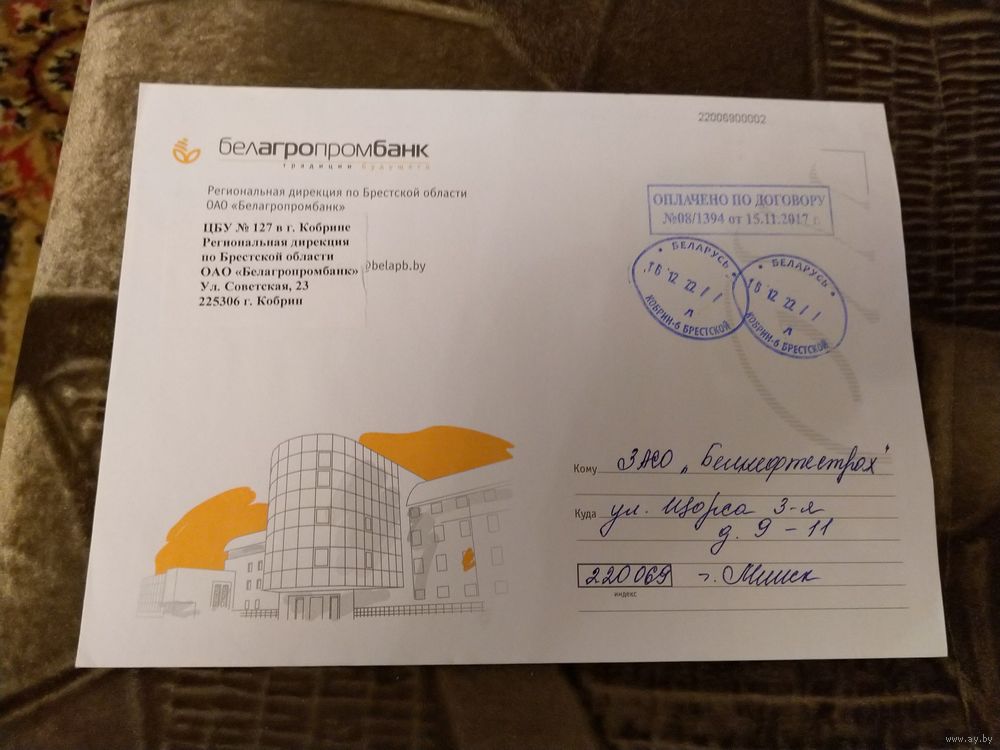 22006900002
белагропромбанк
традиции будущего
Региональная дирекция по Брестской области
ОАО «Белагропромбанк»
ЦБУ № 127 в г. Кобрине
Региональная дирекция
по Брестской области
ОАО «Белагропромбанк»
@belapb.by
Ул. Советская, 23
225306 г. Кобрин
ОПЛАЧЕНО ПО ДОГОВОРУ
№08/1394 от 15.11.2017 г.
БЕЛАРУСЬ
16 12 22
л
КОБРИН-6 БРЕСТСКОЙ
БЕЛАРУСЬ
16 12 22
л
КОБРИН-6 БРЕСТСКОЙ
Кому ЗАСО „Белнефтестрах"
Куда ул. Щорса 3-я
д. 9 - 11
220069 г. Минск
индекс
www.ay.by